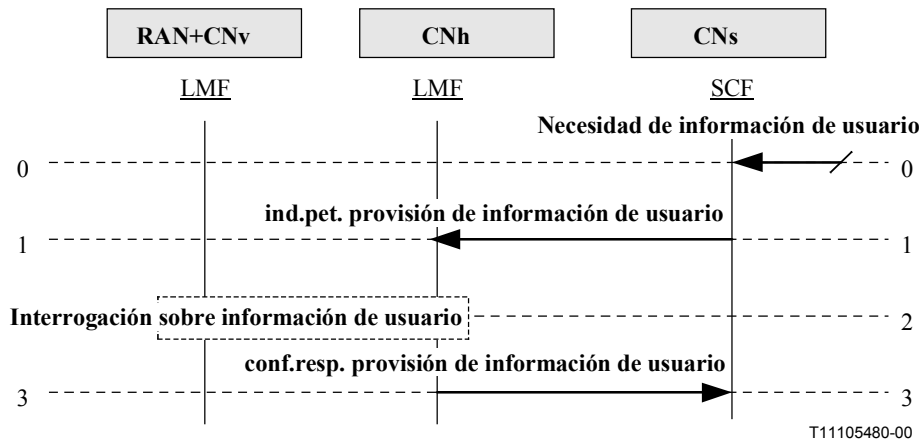 RAN+CNv CNh CNs
LMF LMF SCF
Necesidad de información de usuario
0 0
ind.pet. provisión de información de usuario
1 1
Interrogación sobre información de usuario 2
conf.resp. provisión de información de usuario
3 3
T11105480-00